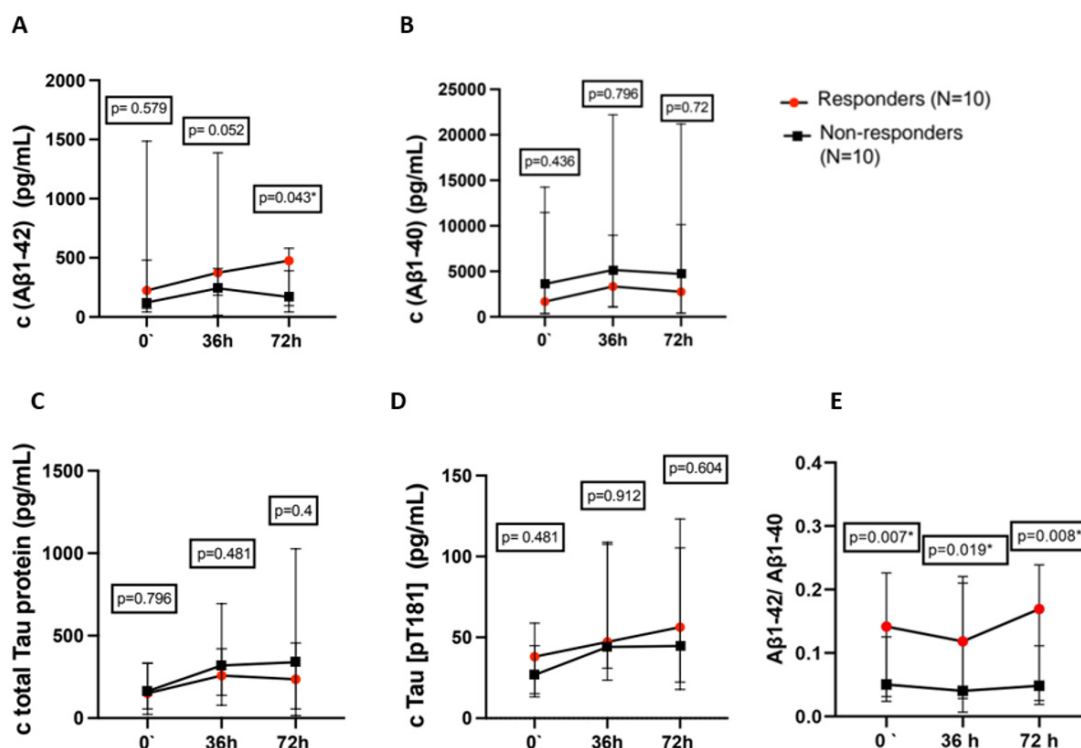 A
c (Aβ1-42) (pg/mL)
2000
1500
1000
500
0
p= 0.579
p= 0.052
p=0.043*
0`
36h
72h
B
c (Aβ1-40) (pg/mL)
25000
20000
15000
10000
5000
0
p=0.436
p=0.796
p=0.72
0`
36h
72h
Responders (N=10)
Non-responders
(N=10)
C
c total Tau protein (pg/mL)
1500
1000
500
0
p=0.796
p=0.481
p=0.4
0`
36h
72h
D
c Tau [pT181] (pg/mL)
150
100
50
0
p= 0.481
p=0.912
p=0.604
0`
36h
72h
E
Aβ1-42/ Aβ1-40
0.4
0.3
0.2
0.1
0.0
p=0.007*
p=0.019*
p=0.008*
0`
36 h
72 h